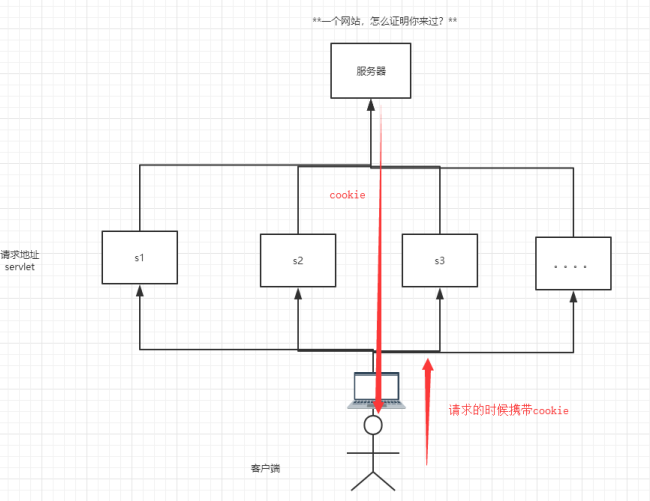 **一个网站，怎么证明你来过？**
服务器
cookie
s1
s2
s3
。。。。
请求地址
servlet
请求的时候携带cookie
客户端